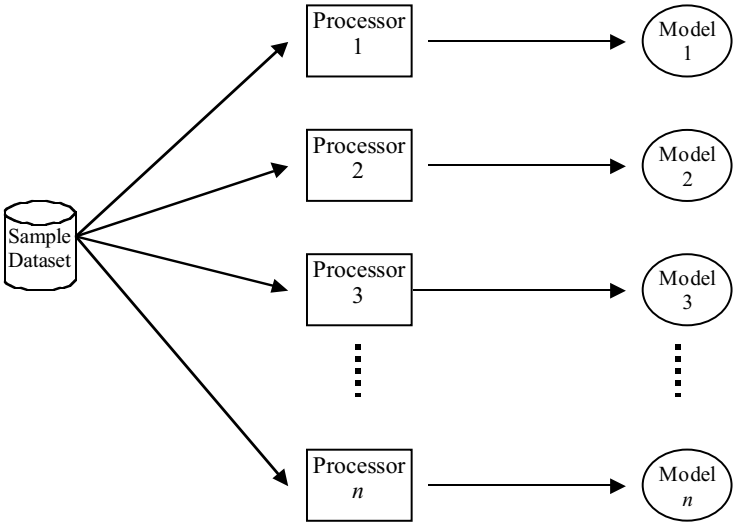 Processor
1
Model
1
Processor
2
Model
2
Sample
Dataset
Processor
3
Model
3
Processor
n
Model
n